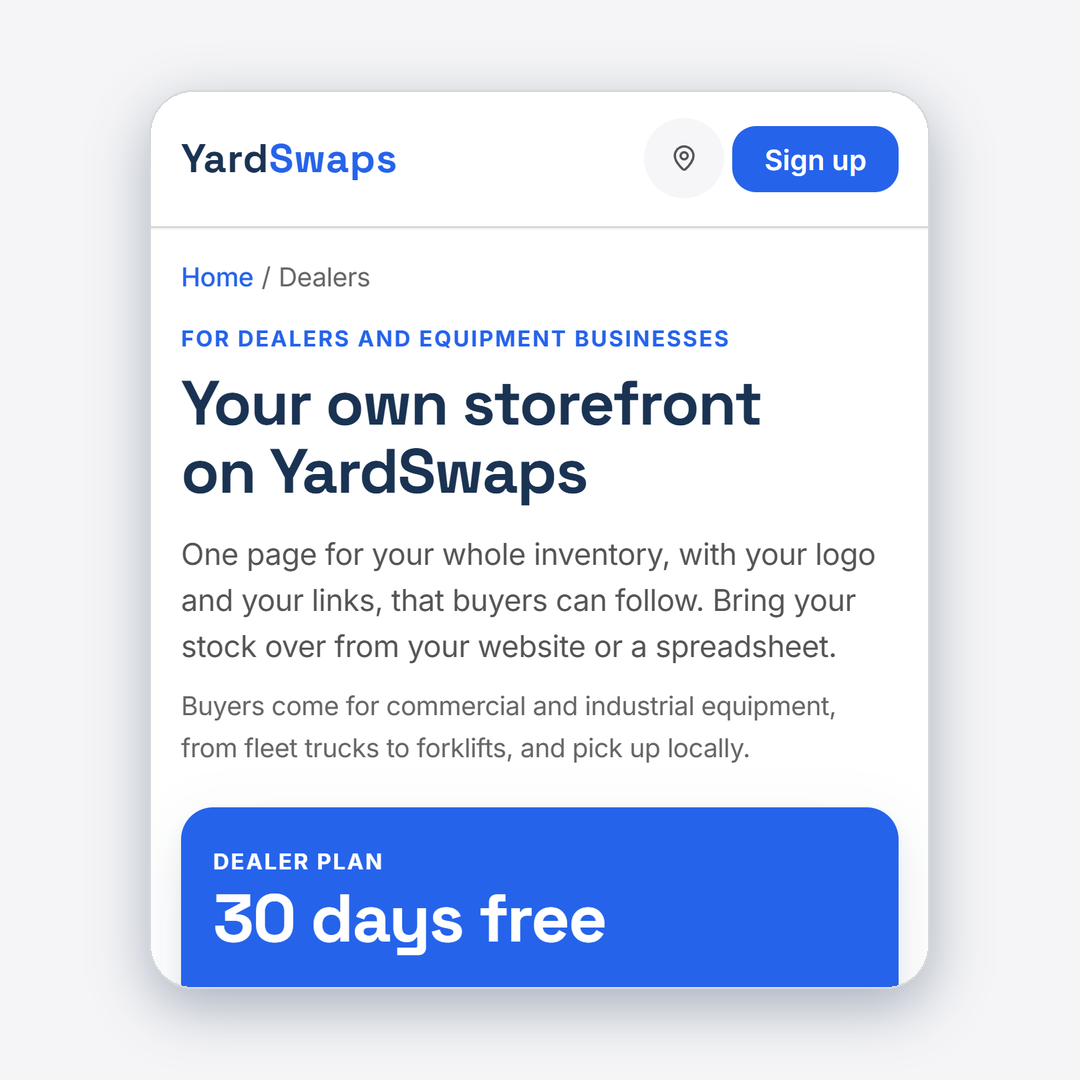 YardSwaps
Sign up
Home / Dealers
FOR DEALERS AND EQUIPMENT BUSINESSES
Your own storefront
on YardSwaps
One page for your whole inventory, with your logo
and your links, that buyers can follow. Bring your
stock over from your website or a spreadsheet.
Buyers come for commercial and industrial equipment,
from fleet trucks to forklifts, and pick up locally.
DEALER PLAN
30 days free